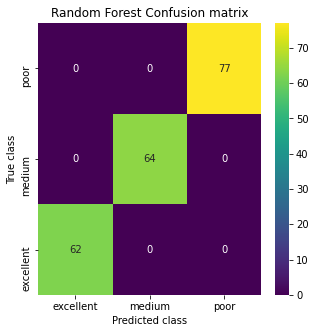 Random Forest Confusion matrix
True class
poor
0 0 77
medium
0 64 0
excellent
62 0 0
excellent medium poor
Predicted class
70
60
50
40
30
20
10
0